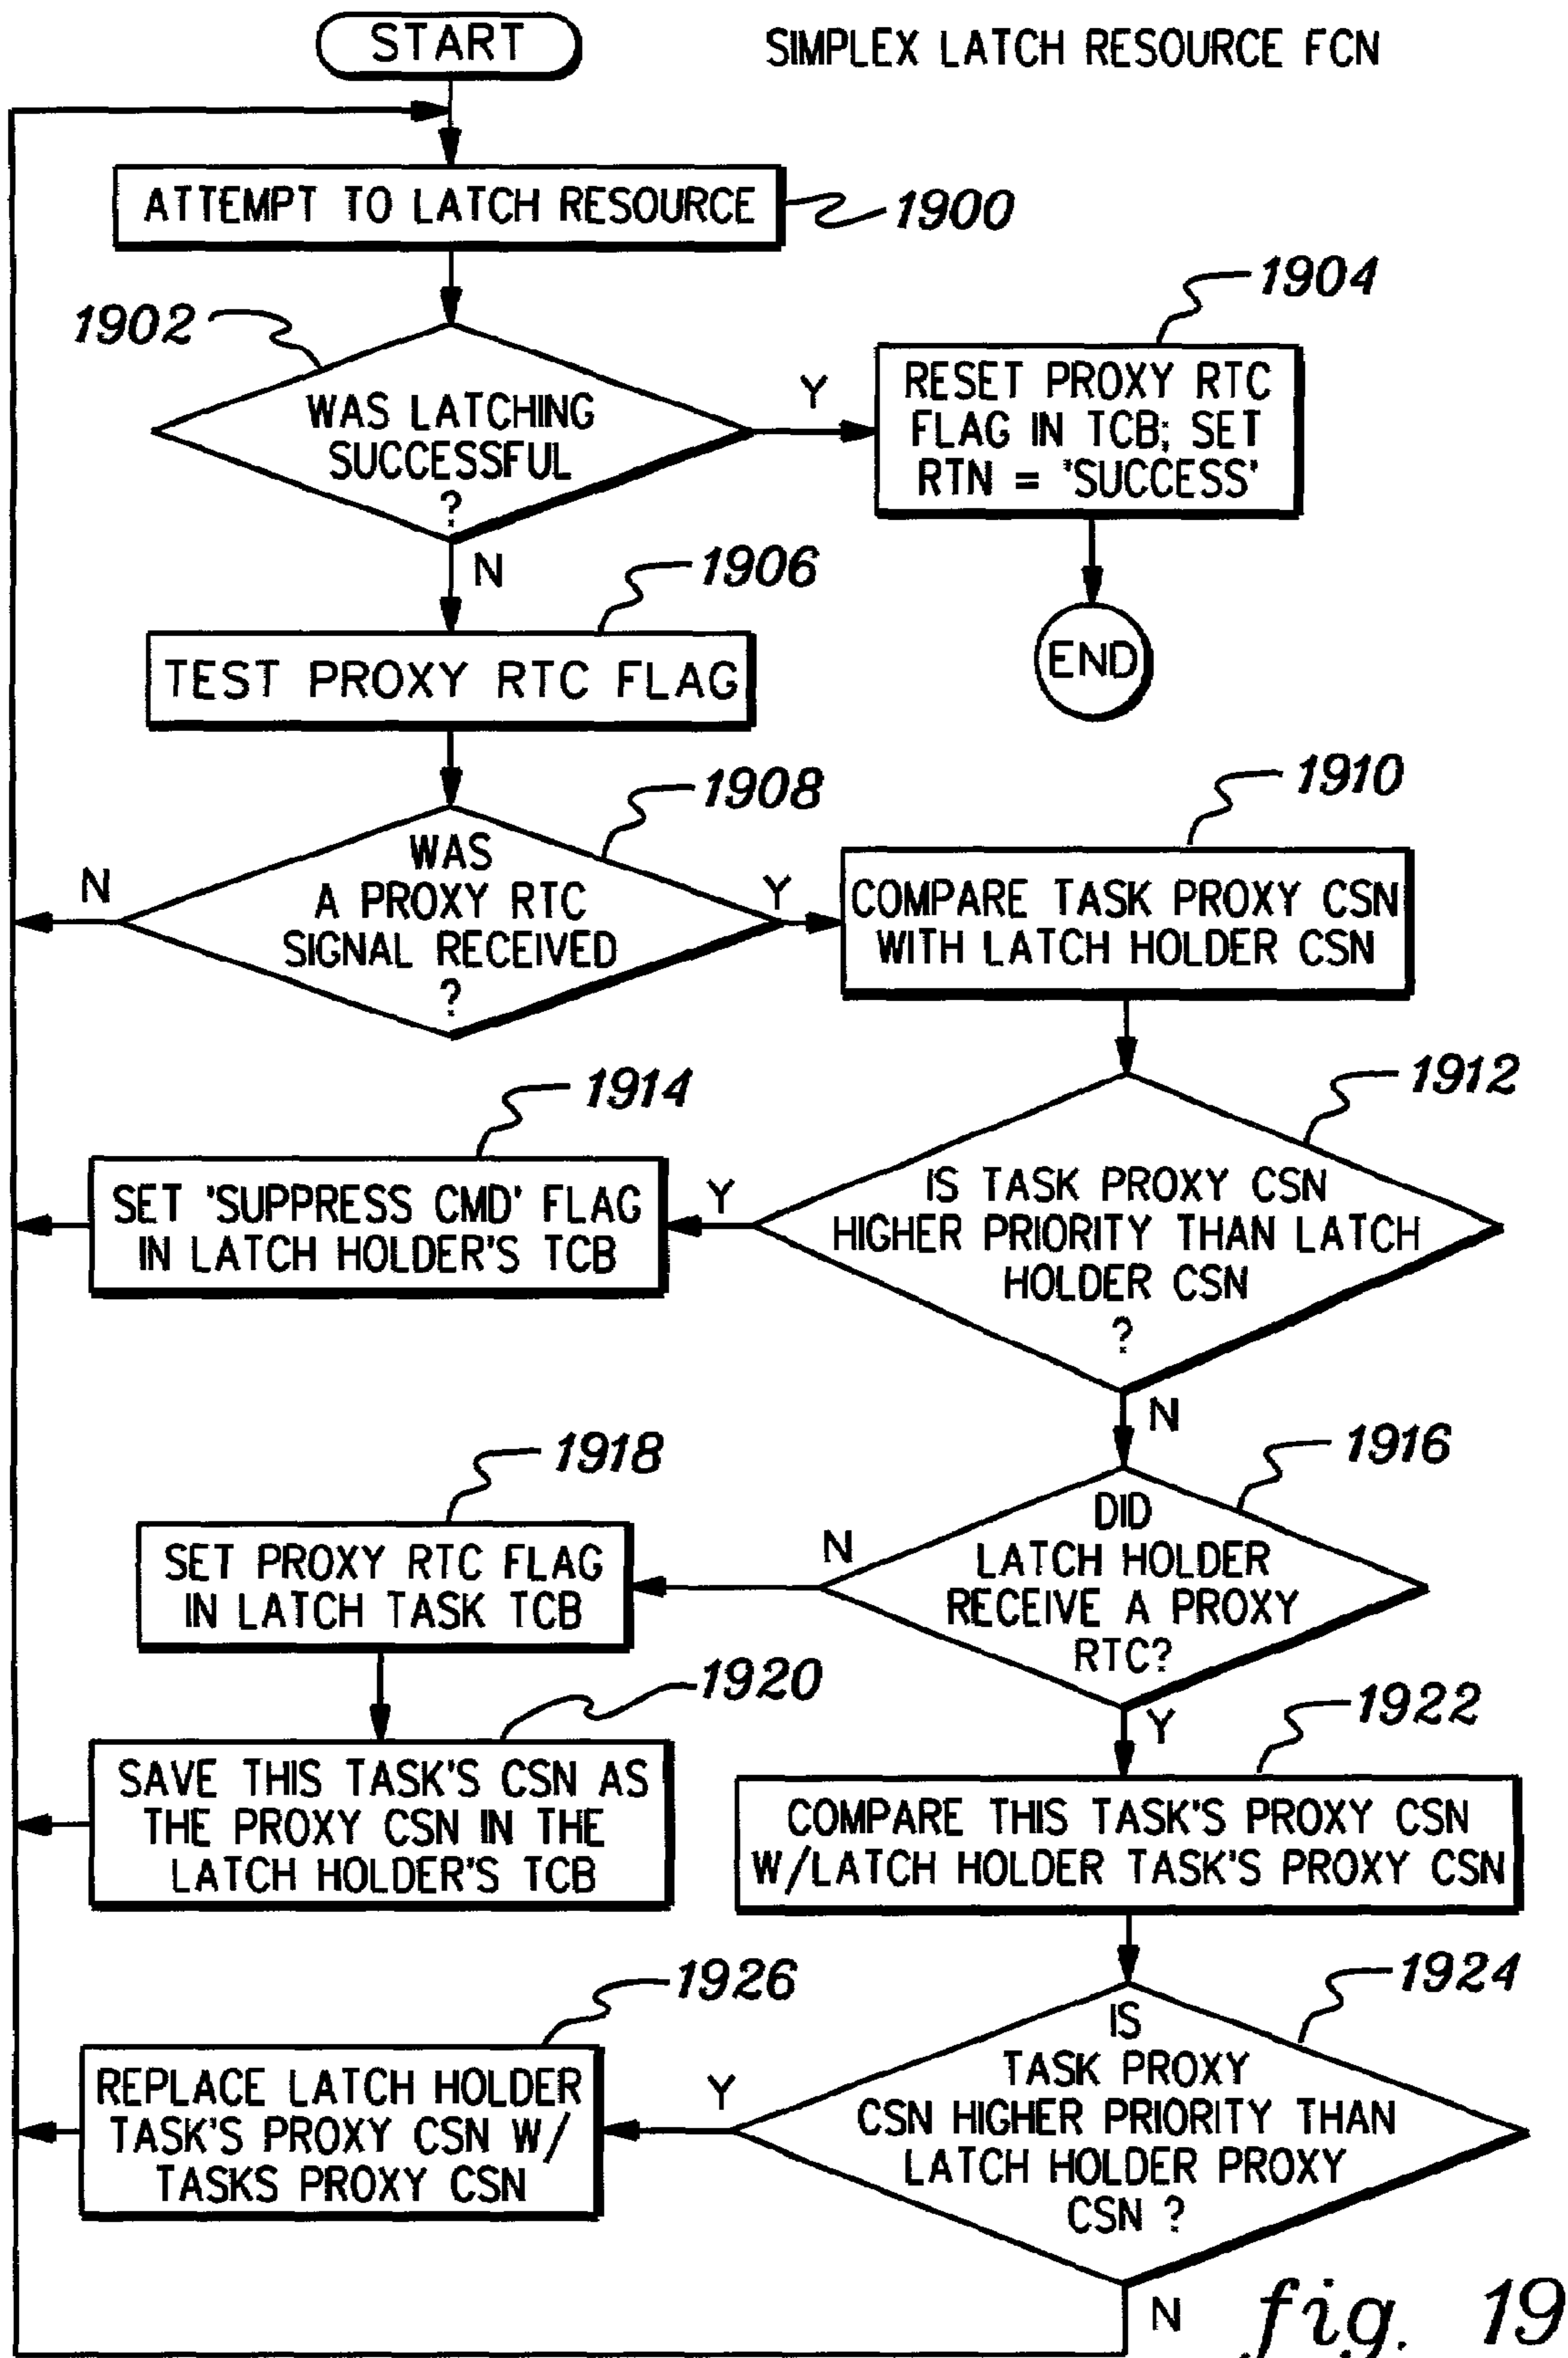 START
SIMPLEX LATCH RESOURCE FCN
ATTEMPT TO LATCH RESOURCE
1900
1902
WAS LATCHING
SUCCESSFUL
?
Y
1904
RESET PROXY RTC
FLAG IN TCB; SET
RTN = 'SUCCESS'
END
N
1906
TEST PROXY RTC FLAG
1908
WAS
A PROXY RTC
SIGNAL RECEIVED
?
N
Y
1910
COMPARE TASK PROXY CSN
WITH LATCH HOLDER CSN
1912
IS TASK PROXY CSN
HIGHER PRIORITY THAN LATCH
HOLDER CSN
?
Y
1914
SET 'SUPPRESS CMD' FLAG
IN LATCH HOLDER'S TCB
N
1916
DID
LATCH HOLDER
RECEIVE A PROXY
RTC?
N
1918
SET PROXY RTC FLAG
IN LATCH TASK TCB
1920
SAVE THIS TASK'S CSN AS
THE PROXY CSN IN THE
LATCH HOLDER'S TCB
Y
1922
COMPARE THIS TASK'S PROXY CSN
W/LATCH HOLDER TASK'S PROXY CSN
1924
IS
TASK PROXY
CSN HIGHER PRIORITY THAN
LATCH HOLDER PROXY
CSN ?
Y
1926
REPLACE LATCH HOLDER
TASK'S PROXY CSN W/
TASKS PROXY CSN
N
fig. 19